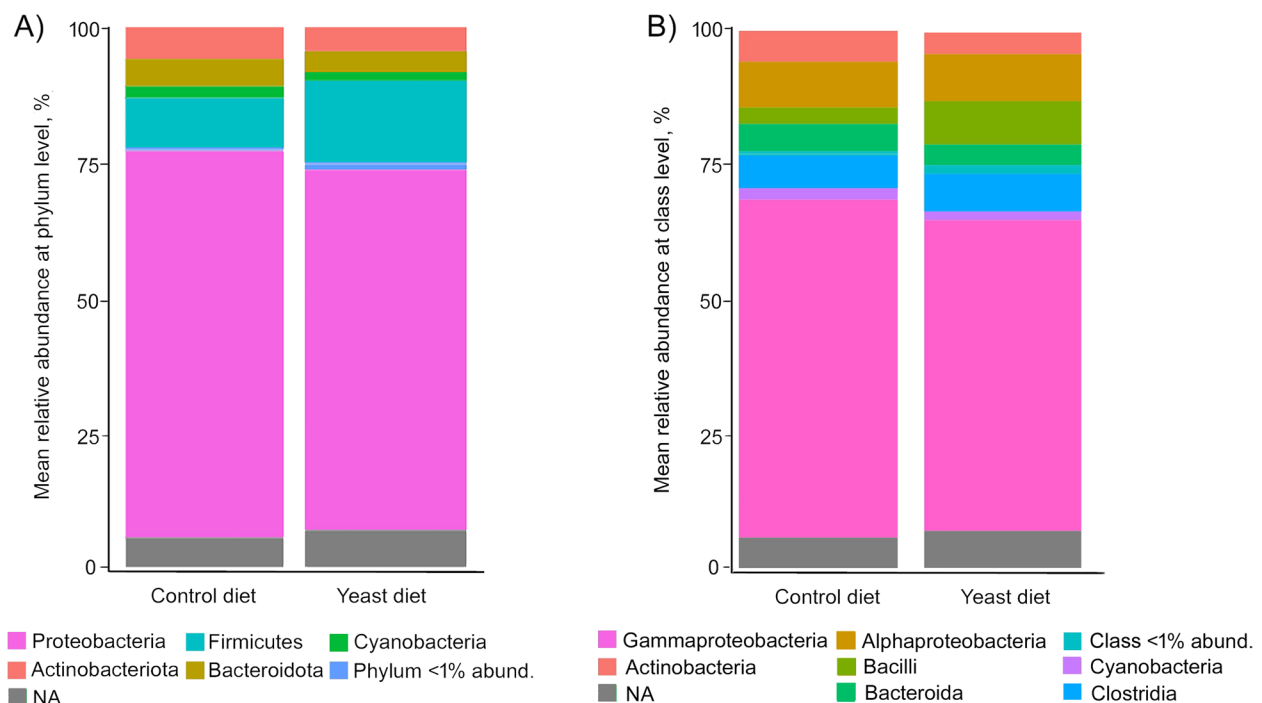 A)
Mean relative abundance at phylum level, %
100
75
50
25
0
Control diet Yeast diet
Proteobacteria Firmicutes Cyanobacteria
Actinobacteriota Bacteroidota Phylum <1% abund.
NA
B)
Mean relative abundance at class level, %
100
75
50
25
0
Control diet Yeast diet
Gammaproteobacteria Alphaproteobacteria Class <1% abund.
Actinobacteria Bacilli Cyanobacteria
NA Bacteroida Clostridia